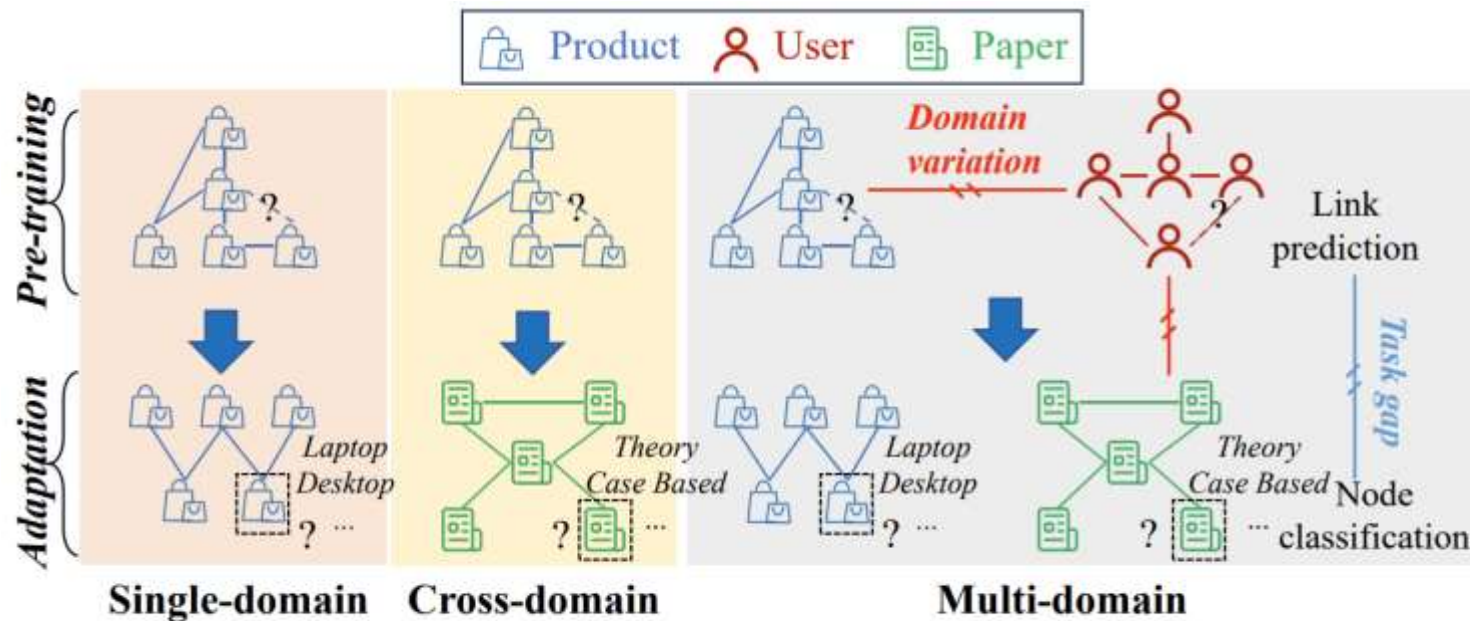 Product User Paper
Pre-training
?
?
Domain
variation
?
?
Link
prediction
Task gap
Adaptation
Laptop
Desktop
? ...
Theory
Case Based
? ...
Laptop
Desktop
? ...
Theory
Case Based
? ...
Node
classification
Single-domain Cross-domain Multi-domain